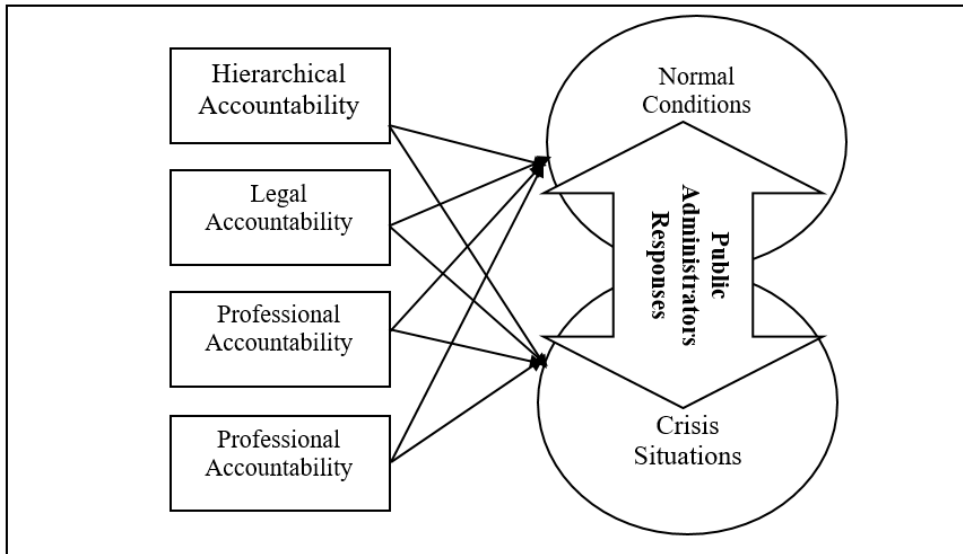 Hierarchical
Accountability
Legal
Accountability
Professional
Accountability
Professional
Accountability
Normal
Conditions
Public
Administrators
Responses
Crisis
Situations